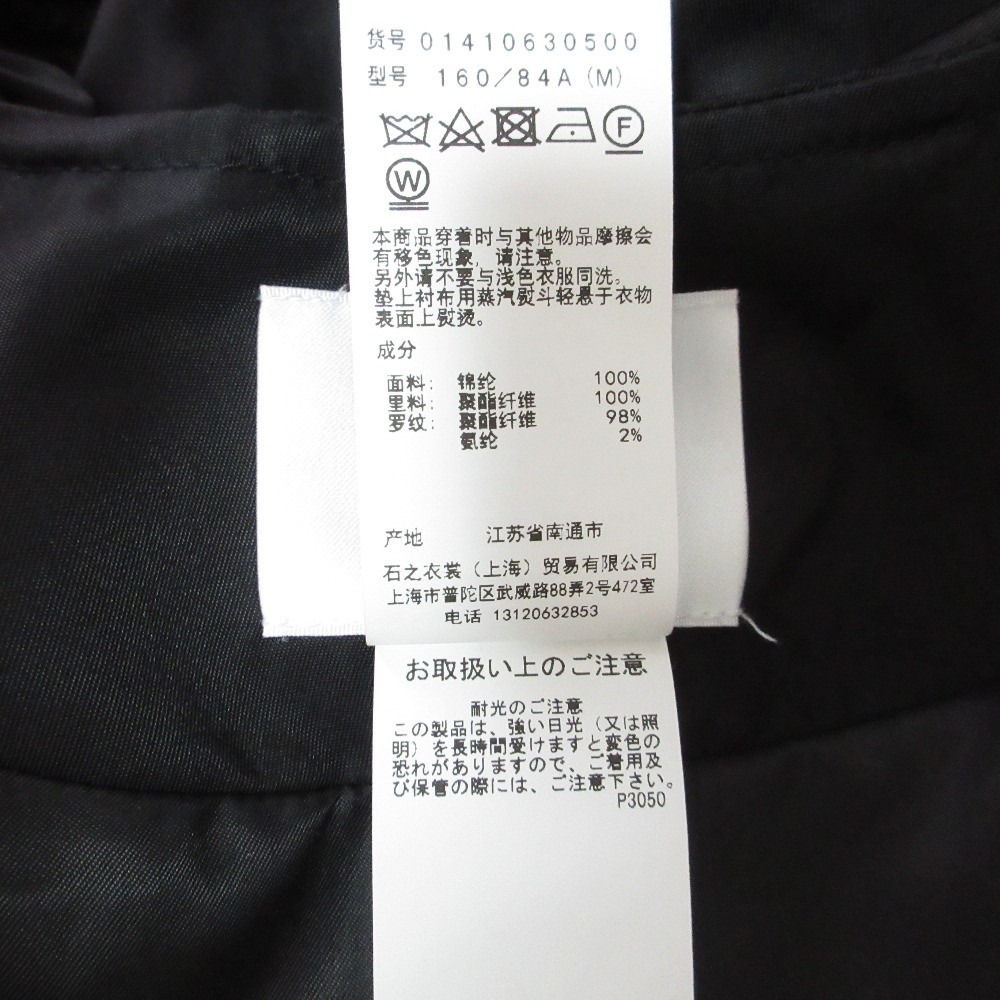 货号 01410630500
型号 160/84A (M)
F
W
本商品穿着时与其他物品摩擦会
有移色现象，请注意。
另外请不要与浅色衣服同洗。
垫上衬布用蒸汽熨斗轻悬于衣物
表面上熨烫。
成分
面料: 锦纶 100%
里料: 聚酯纤维 100%
罗纹: 聚酯纤维 98%
氨纶 2%
产地 江苏省南通市
石之衣裳（上海）贸易有限公司
上海市普陀区武威路88弄2号472室
电话 13120632853
お取扱い上のご注意
耐光のご注意
この製品は、強い日光（又は照
明）を長時間受けますと変色の
恐れがありますので、ご着用及
び保管の際には、ご注意下さい。
P3050